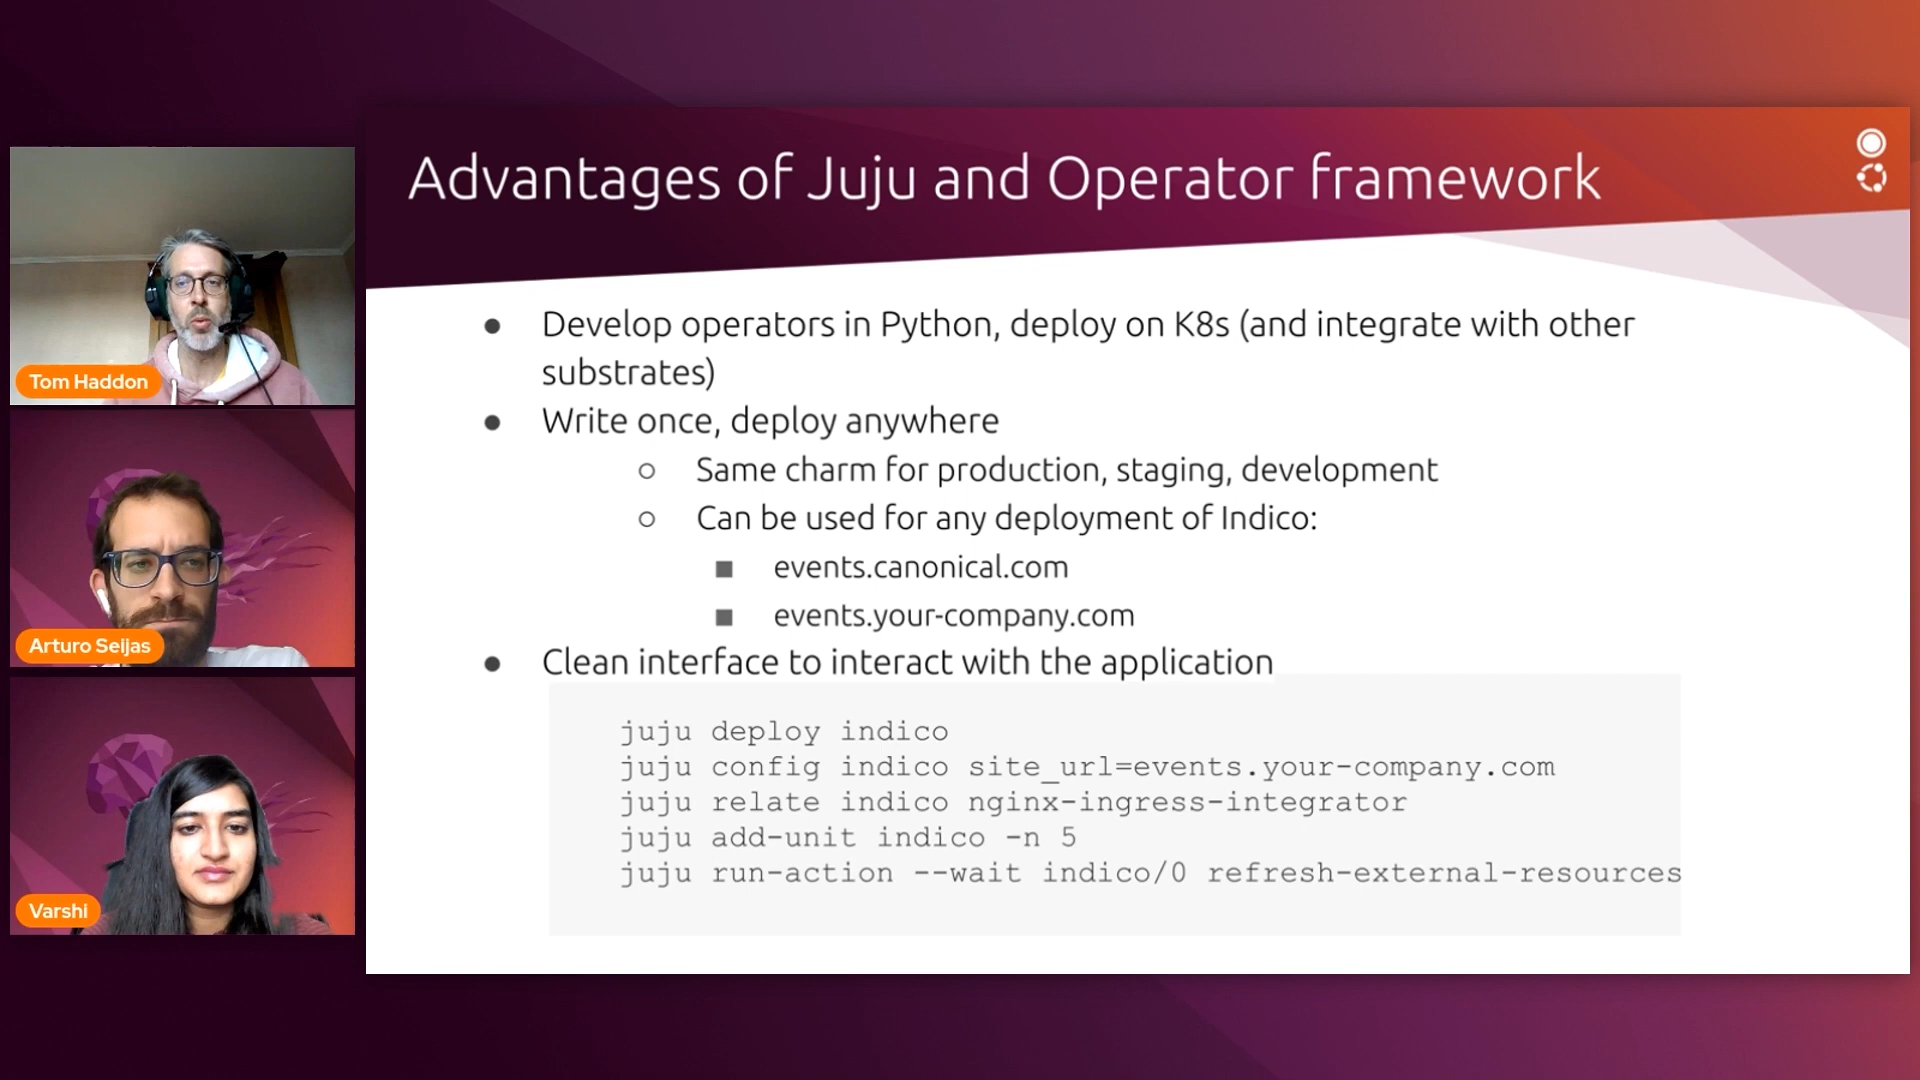 Advantages of Juju and Operator framework
Tom Haddon
Arturo Seijas
Varshi
● Develop operators in Python, deploy on K8s (and integrate with other
substrates)
● Write once, deploy anywhere
○ Same charm for production, staging, development
○ Can be used for any deployment of Indico:
■ events.canonical.com
■ events.your-company.com
● Clean interface to interact with the application
juju deploy indico
juju config indico site_url=events.your-company.com
juju relate indico nginx-ingress-integrator
juju add-unit indico -n 5
juju run-action --wait indico/0 refresh-external-resources